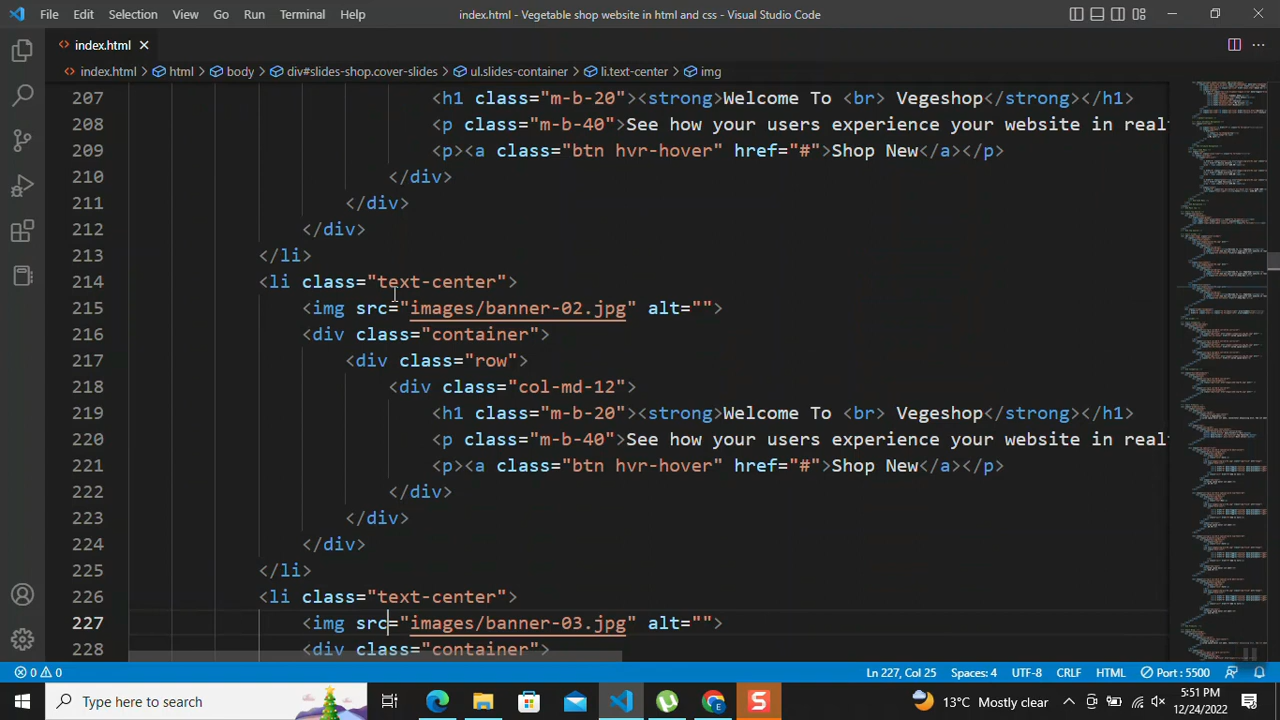 File Edit Selection View Go Run Terminal Help index.html - Vegetable shop website in html and css - Visual Studio Code
index.html
index.html > html > body > div#slides-shop.cover-slides > ul.slides-container > li.text-center > img
207 <h1 class="m-b-20"><strong>Welcome To <br> Vegeshop</strong></h1>
208 <p class="m-b-40">See how your users experience your website in realt
209 <p><a class="btn hvr-hover" href="#">Shop New</a></p>
210 </div>
211 </div>
212 </div>
213 </li>
214 <li class="text-center">
215 <img src="images/banner-02.jpg" alt="">
216 <div class="container">
217 <div class="row">
218 <div class="col-md-12">
219 <h1 class="m-b-20"><strong>Welcome To <br> Vegeshop</strong></h1>
220 <p class="m-b-40">See how your users experience your website in realt
221 <p><a class="btn hvr-hover" href="#">Shop New</a></p>
222 </div>
223 </div>
224 </div>
225 </li>
226 <li class="text-center">
227 <img src="images/banner-03.jpg" alt="">
228 <div class="container">
0 0 Ln 227, Col 25 Spaces: 4 UTF-8 CRLF HTML Port : 5500
Type here to search 13°C Mostly clear 5:51 PM
12/24/2022